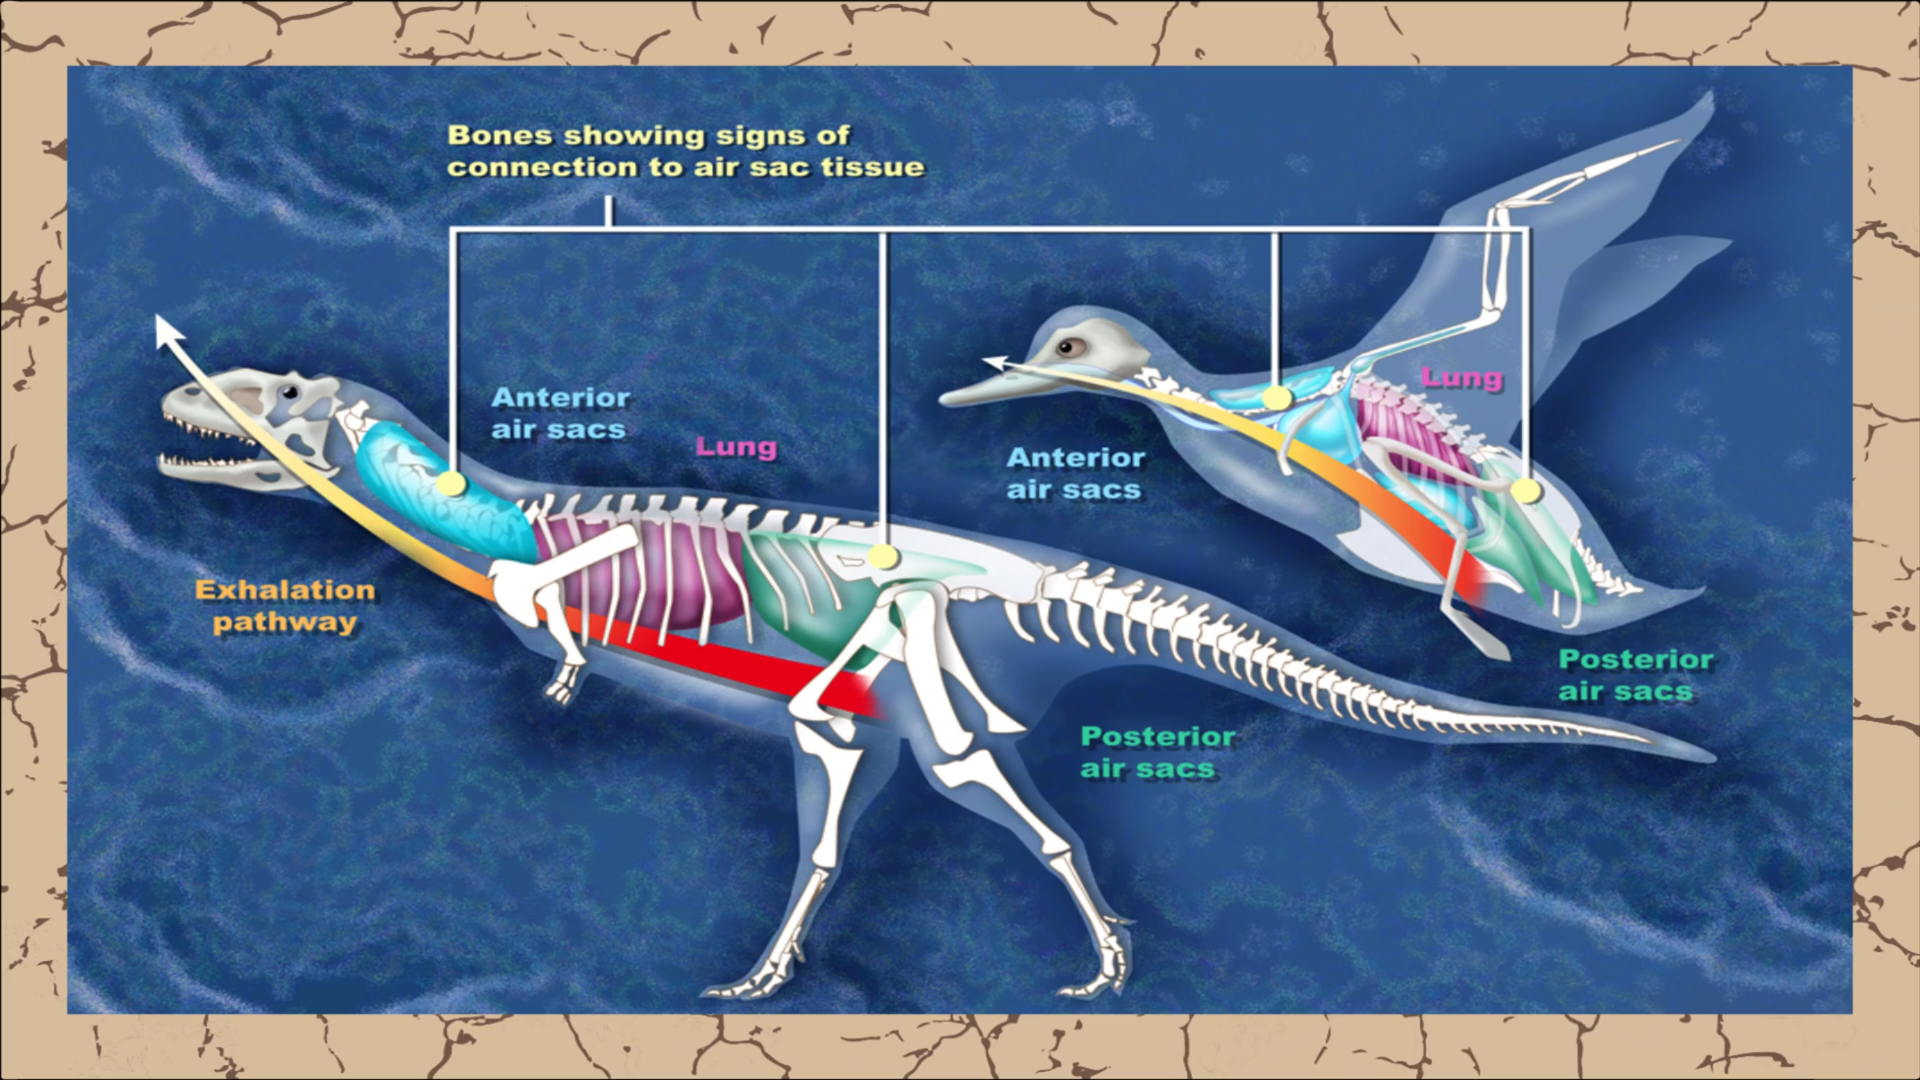 Bones showing signs of
connection to air sac tissue
Anterior
air sacs
Lung
Exhalation
pathway
Posterior
air sacs
Anterior
air sacs
Lung
Posterior
air sacs